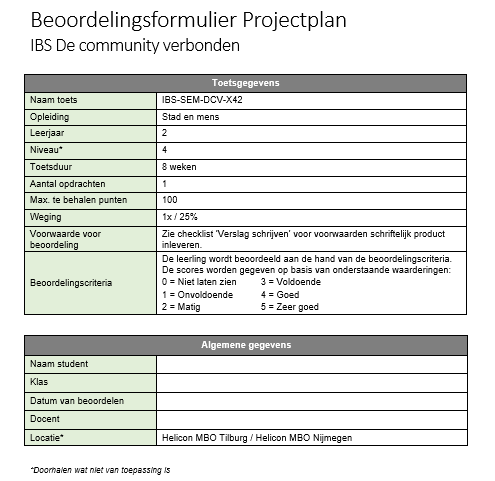 Beoordelingsformulier Projectplan
IBS De community verbonden
Toetsgegevens
Naam toets IBS-SEM-DCV-X42
Opleiding Stad en mens
Leerjaar 2
Niveau* 4
Toetsduur 8 weken
Aantal opdrachten 1
Max. te behalen punten 100
Weging 1x / 25%
Voorwaarde voor beoordeling Zie checklist 'Verslag schrijven' voor voorwaarden schriftelijk product
inleveren.
Beoordelingscriteria De leerling wordt beoordeeld aan de hand van de beoordelingscriteria.
De scores worden gegeven op basis van onderstaande waarderingen:
0 = Niet laten zien 3 = Voldoende
1 = Onvoldoende 4 = Goed
2 = Matig 5 = Zeer goed
Algemene gegevens
Naam student
Klas
Datum van beoordelen
Docent
Locatie* Helicon MBO Tilburg / Helicon MBO Nijmegen
*Doorhalen wat niet van toepassing is